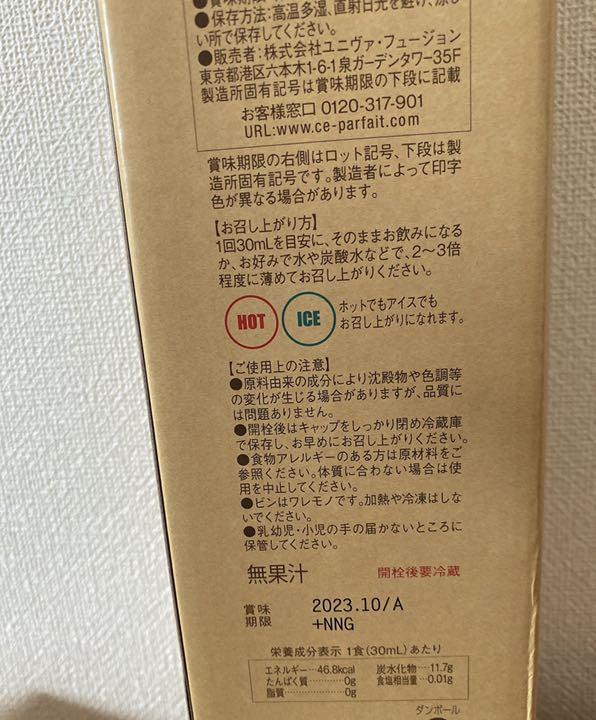 ●賞味期限
●保存方法:高温多湿、直射日光を避け、涼し
い所で保存してください。
●販売者:株式会社ユニヴァ・フュージョン
東京都港区六本木1-6-1泉ガーデンタワー35F
製造所固有記号は賞味期限の下段に記載
お客様窓口 0120-317-901
URL:www.ce-parfait.com
賞味期限の右側はロット記号、下段は製
造所固有記号です。製造者によって印字
色が異なる場合があります。
【お召し上がり方】
1回30mLを目安に、そのままお飲みになる
か、お好みで水や炭酸水などで、2〜3倍
程度に薄めてお召し上がりください。
HOT ICE ホットでもアイスでも
お召し上がりになれます。
【ご使用上の注意】
●原料由来の成分により沈殿物や色調等
の変化が生じる場合がありますが、品質に
は問題ありません。
●開栓後はキャップをしっかり閉め冷蔵庫
で保存し、お早めにお召し上がりください。
●食物アレルギーのある方は原材料をご
参照ください。体質に合わない場合は使
用を中止してください。
●ビンはワレモノです。加熱や冷凍はしな
いでください。
●乳幼児・小児の手の届かないところに
保管してください。
無果汁 開栓後要冷蔵
賞味 2023.10/A
期限 +NNG
栄養成分表示 1食(30mL)あたり
エネルギー…46.8kcal 炭水化物…11.7g
たんぱく質…0g 食塩相当量…0.01g
脂質…0g
ダンボール